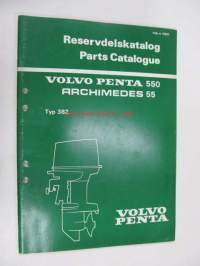 Reservdelskatalog
Parts Catalogue
VOLVO PENTA 550
ARCHIMEDES 55
Typ 382
VOLVO
PENTA